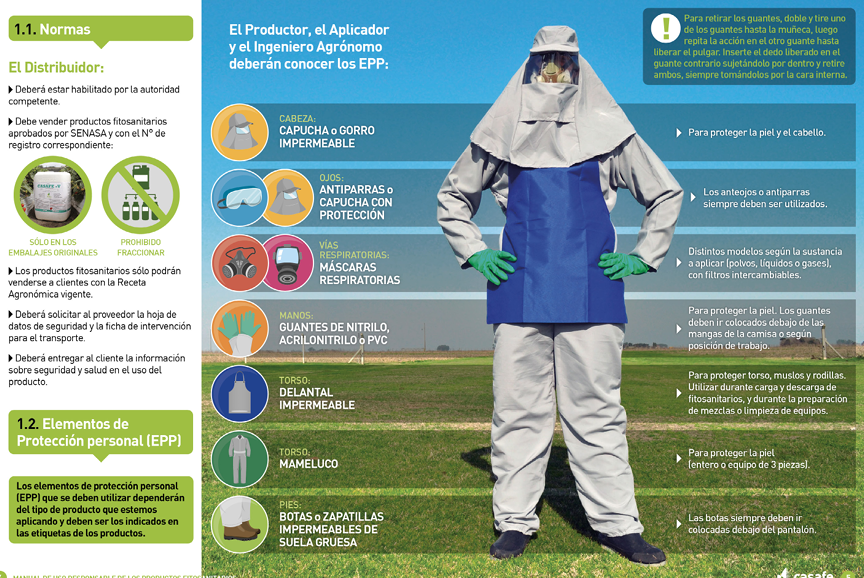 1.1. Normas
El Distribuidor:
Deberá estar habilitado por la autoridad
competente.
Debe vender productos fitosanitarios
aprobados por SENASA y con el N° de
registro correspondiente:
SÓLO EN LOS
EMBALAJES ORIGINALES
PROHIBIDO
FRACCIONAR
Los productos fitosanitarios sólo podrán
venderse a clientes con la Receta
Agronómica vigente.
Deberá solicitar al proveedor la hoja de
datos de seguridad y la ficha de intervención
para el transporte.
Deberá entregar al cliente la información
sobre seguridad y salud en el uso del
producto.
1.2. Elementos de
Protección personal (EPP)
Los elementos de protección personal
(EPP) que se deben utilizar dependerán
del tipo de producto que estemos
aplicando y deben ser los indicados en
las etiquetas de los productos.
El Productor, el Aplicador
y el Ingeniero Agrónomo
deberán conocer los EPP:
! Para retirar los guantes, doble y tire uno
de los guantes hasta la muñeca, luego
repita la acción en el otro guante hasta
liberar el pulgar. Inserte el dedo liberado en el
guante contrario sujetándolo por dentro y retire
ambos, siempre tomándolos por la cara interna.
CABEZA:
CAPUCHA o GORRO
IMPERMEABLE
Para proteger la piel y el cabello.
OJOS:
ANTIPARRAS o
CAPUCHA CON
PROTECCIÓN
Los anteojos o antiparras
siempre deben ser utilizados.
VÍAS
RESPIRATORIAS:
MÁSCARAS
RESPIRATORIAS
Distintos modelos según la sustancia
a aplicar (polvos, líquidos o gases),
con filtros intercambiables.
MANOS:
GUANTES DE NITRILO,
ACRILONITRILO o PVC
Para proteger la piel. Los guantes
deben ir colocados debajo de las
mangas de la camisa o según
posición de trabajo.
TORSO:
DELANTAL
IMPERMEABLE
Para proteger torso, muslos y rodillas.
Utilizar durante carga y descarga de
fitosanitarios, y durante la preparación
de mezclas o limpieza de equipos.
TORSO:
MAMELUCO
Para proteger la piel
(entero o equipo de 3 piezas).
PIES:
BOTAS o ZAPATILLAS
IMPERMEABLES DE
SUELA GRUESA
Las botas siempre deben ir
colocadas debajo del pantalón.
MANUAL DE USO RESPONSABLE DE LOS PRODUCTOS FITOSANITARIOS
casafe